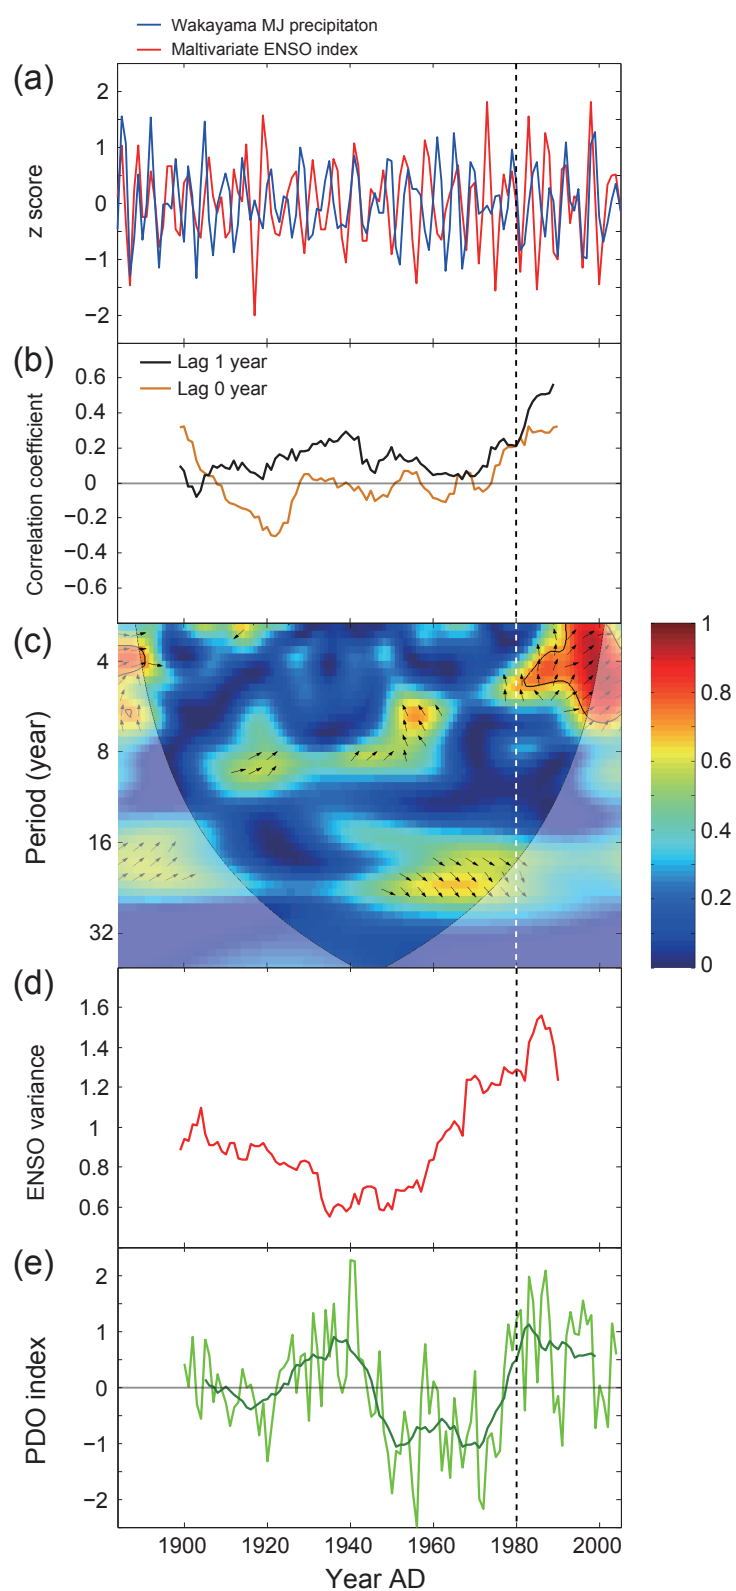 Wakayama MJ precipitaton
Maltivariate ENSO index
(a)
2
1
0
−1
−2
z score
(b)
Lag 1 year
Lag 0 year
0.6
0.4
0.2
0
−0.2
−0.4
−0.6
Correlation coefficient
(c)
4
8
16
32
Period (year)
1
0.8
0.6
0.4
0.2
0
(d)
1.6
1.4
1.2
1
0.8
0.6
ENSO variance
(e)
2
1
0
−1
−2
PDO index
1900 1920 1940 1960 1980 2000
Year AD